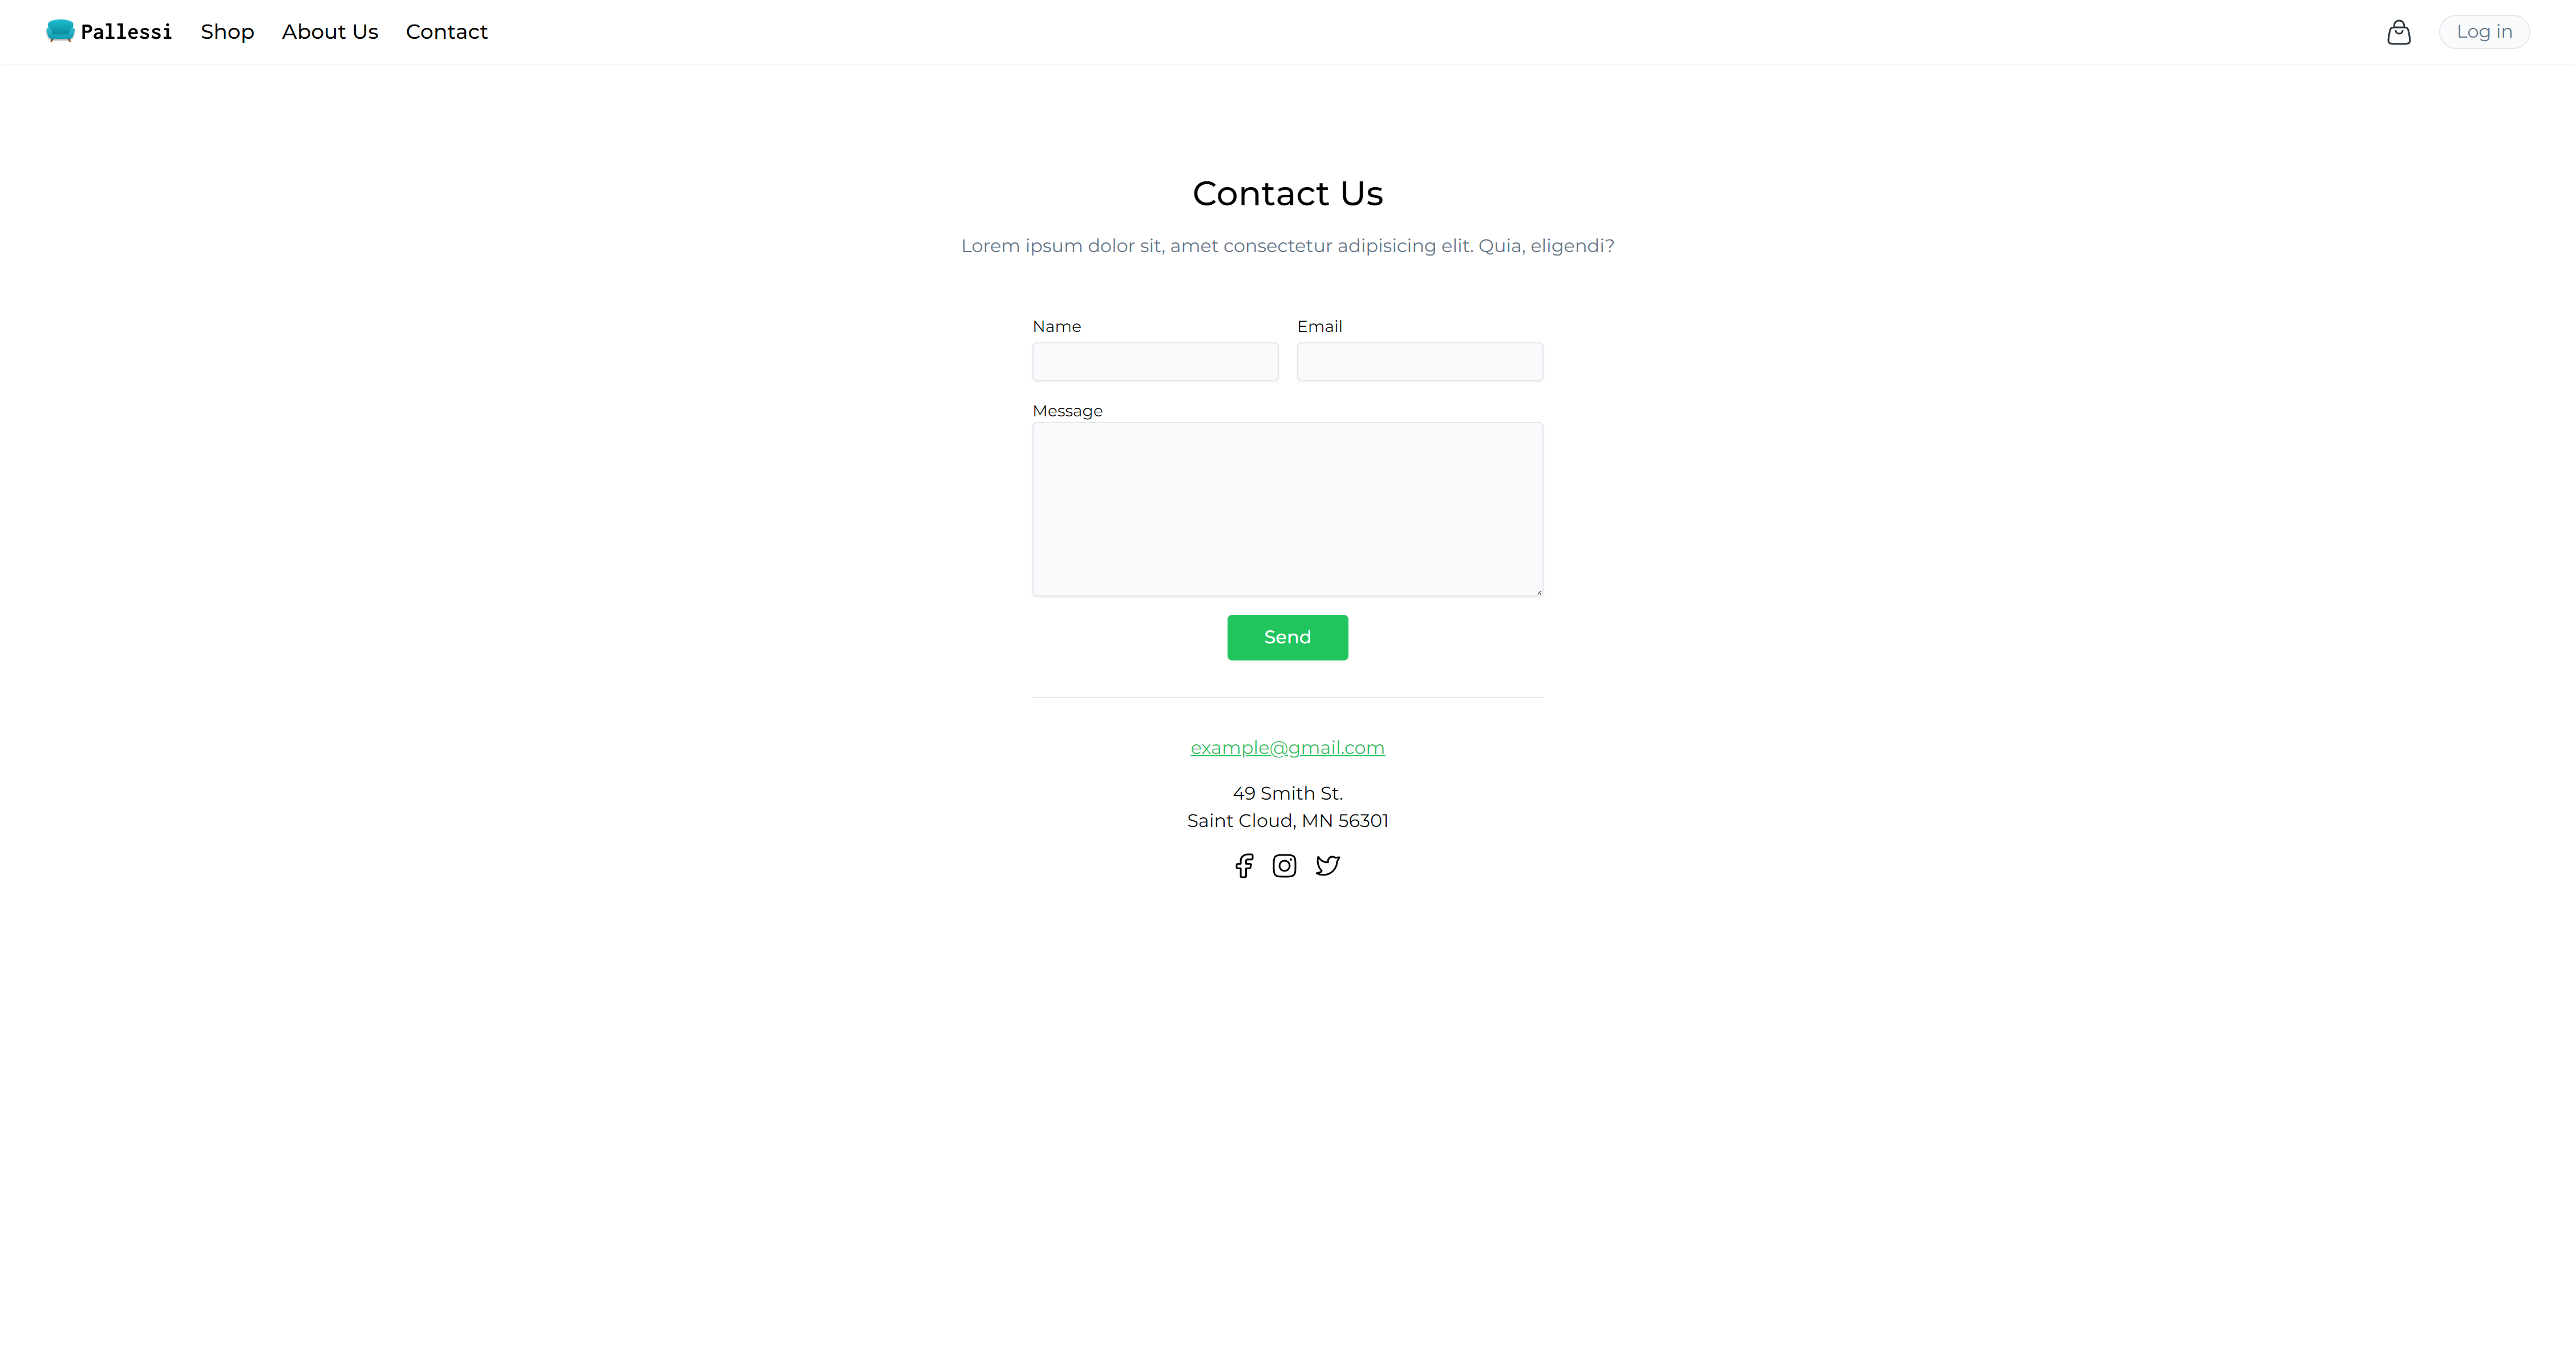 Pallessi Shop About Us Contact Log in
Contact Us
Lorem ipsum dolor sit, amet consectetur adipisicing elit. Quia, eligendi?
Name Email
Message
Send
example@gmail.com
49 Smith St.
Saint Cloud, MN 56301